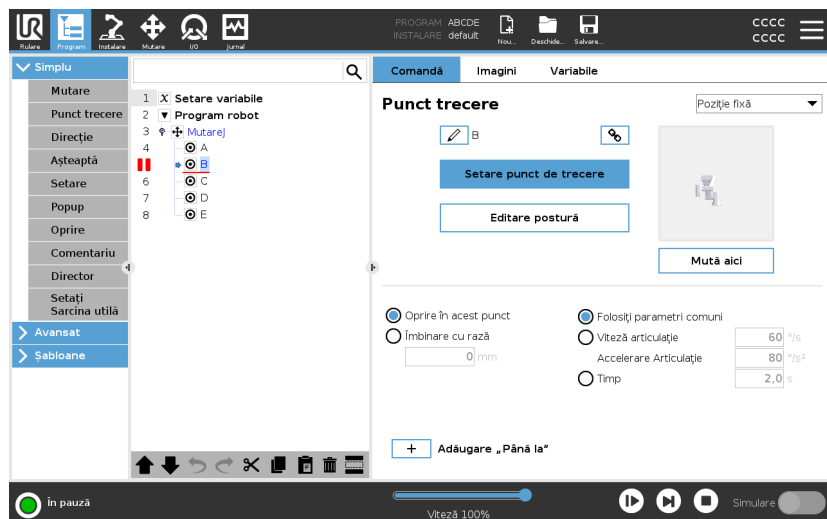 UR
Rulare
Program
Instalare
Mutare
I/O
Jurnal
PROGRAM ABCDE
INSTALARE default
Nou...
Deschide...
Salvare...
cccc
cccc
Simplu
Mutare
Punct trecere
Direcție
Așteaptă
Setare
Popup
Oprire
Comentariu
Director
Setați
Sarcina utilă
Avansat
Șabloane
1 X Setare variabile
2 Program robot
3 MutareJ
4 A
B
6 C
7 D
8 E
Comandă Imagini Variabile
Punct trecere
Poziție fixă
B
Setare punct de trecere
Editare postură
Mută aici
Oprire în acest punct
Îmbinare cu rază
0 mm
Folosiți parametri comuni
Viteză articulație 60 °/s
Accelerare Articulație 80 °/s²
Timp 2,0 s
+ Adăugare „Până la”
În pauză
Viteză 100%
Simulare